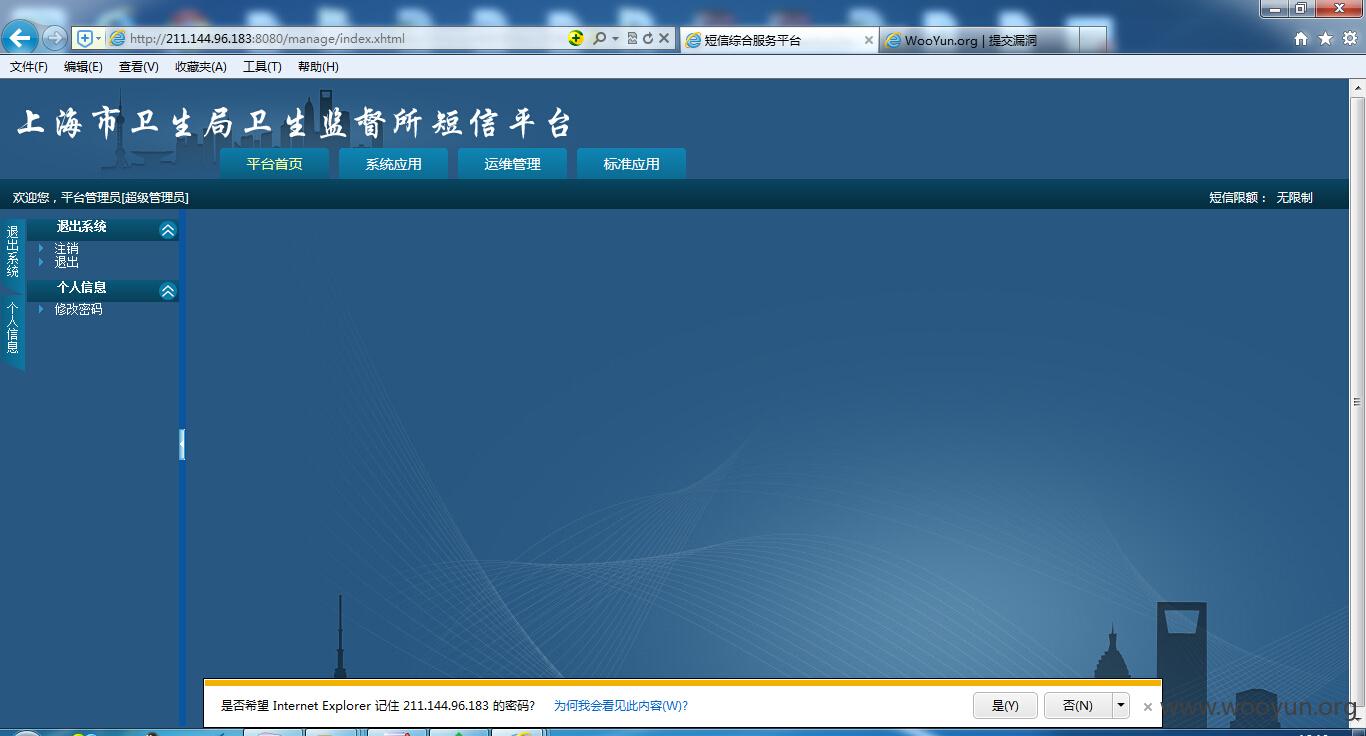 http://211.144.96.183:8080/manage/index.xhtml
短信综合服务平台
WooYun.org | 提交漏洞
文件(F) 编辑(E) 查看(V) 收藏夹(A) 工具(T) 帮助(H)
上海市卫生局卫生监督所短信平台
平台首页 系统应用 运维管理 标准应用
欢迎您，平台管理员[超级管理员]
短信限额： 无限制
退出系统
个人信息
退出系统
注销
退出
个人信息
修改密码
是否希望 Internet Explorer 记住 211.144.96.183 的密码?
为何我会看见此内容(W)?
是(Y)
否(N)
www.wooyun.org